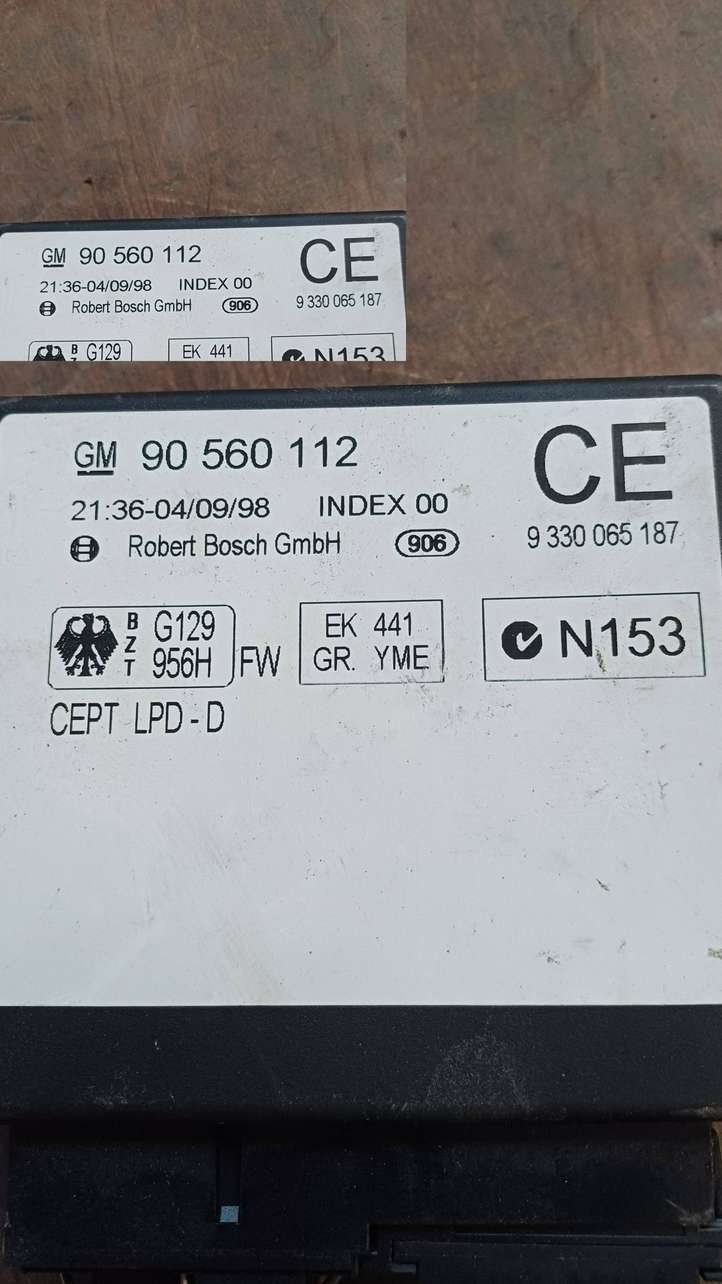 GM 90 560 112
CE
21:36-04/09/98 INDEX 00
Robert Bosch GmbH 906 9 330 065 187
G129 EK 441 N153
GM 90 560 112
CE
21:36-04/09/98 INDEX 00
Robert Bosch GmbH 906 9 330 065 187
BZT G129 956H FW
EK 441
GR. YME
N153
CEPT LPD-D